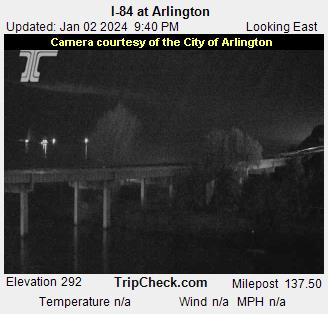 I-84 at Arlington
Updated: Jan 02 2024 9:40 PM Looking East
Camera courtesy of the City of Arlington
Elevation 292 TripCheck.com Milepost 137.50
Temperature n/a Wind n/a MPH n/a